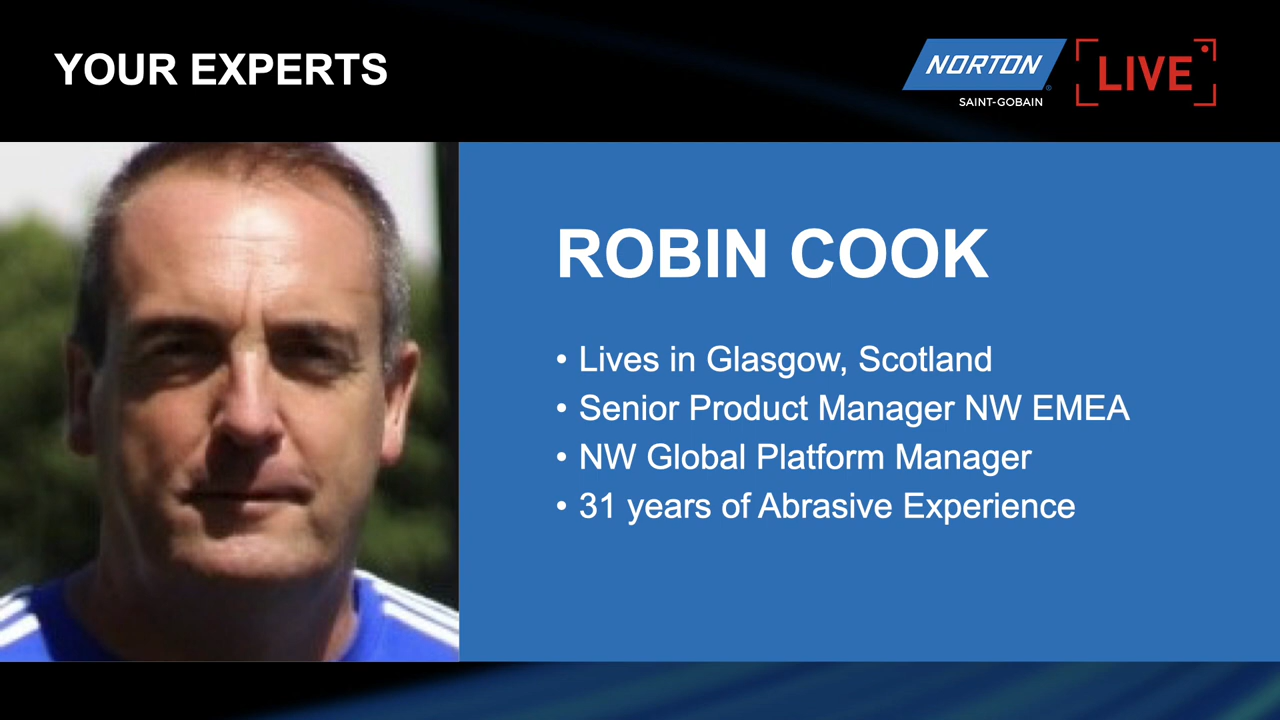 YOUR EXPERTS
NORTON
SAINT-GOBAIN
LIVE
ROBIN COOK
• Lives in Glasgow, Scotland
• Senior Product Manager NW EMEA
• NW Global Platform Manager
• 31 years of Abrasive Experience